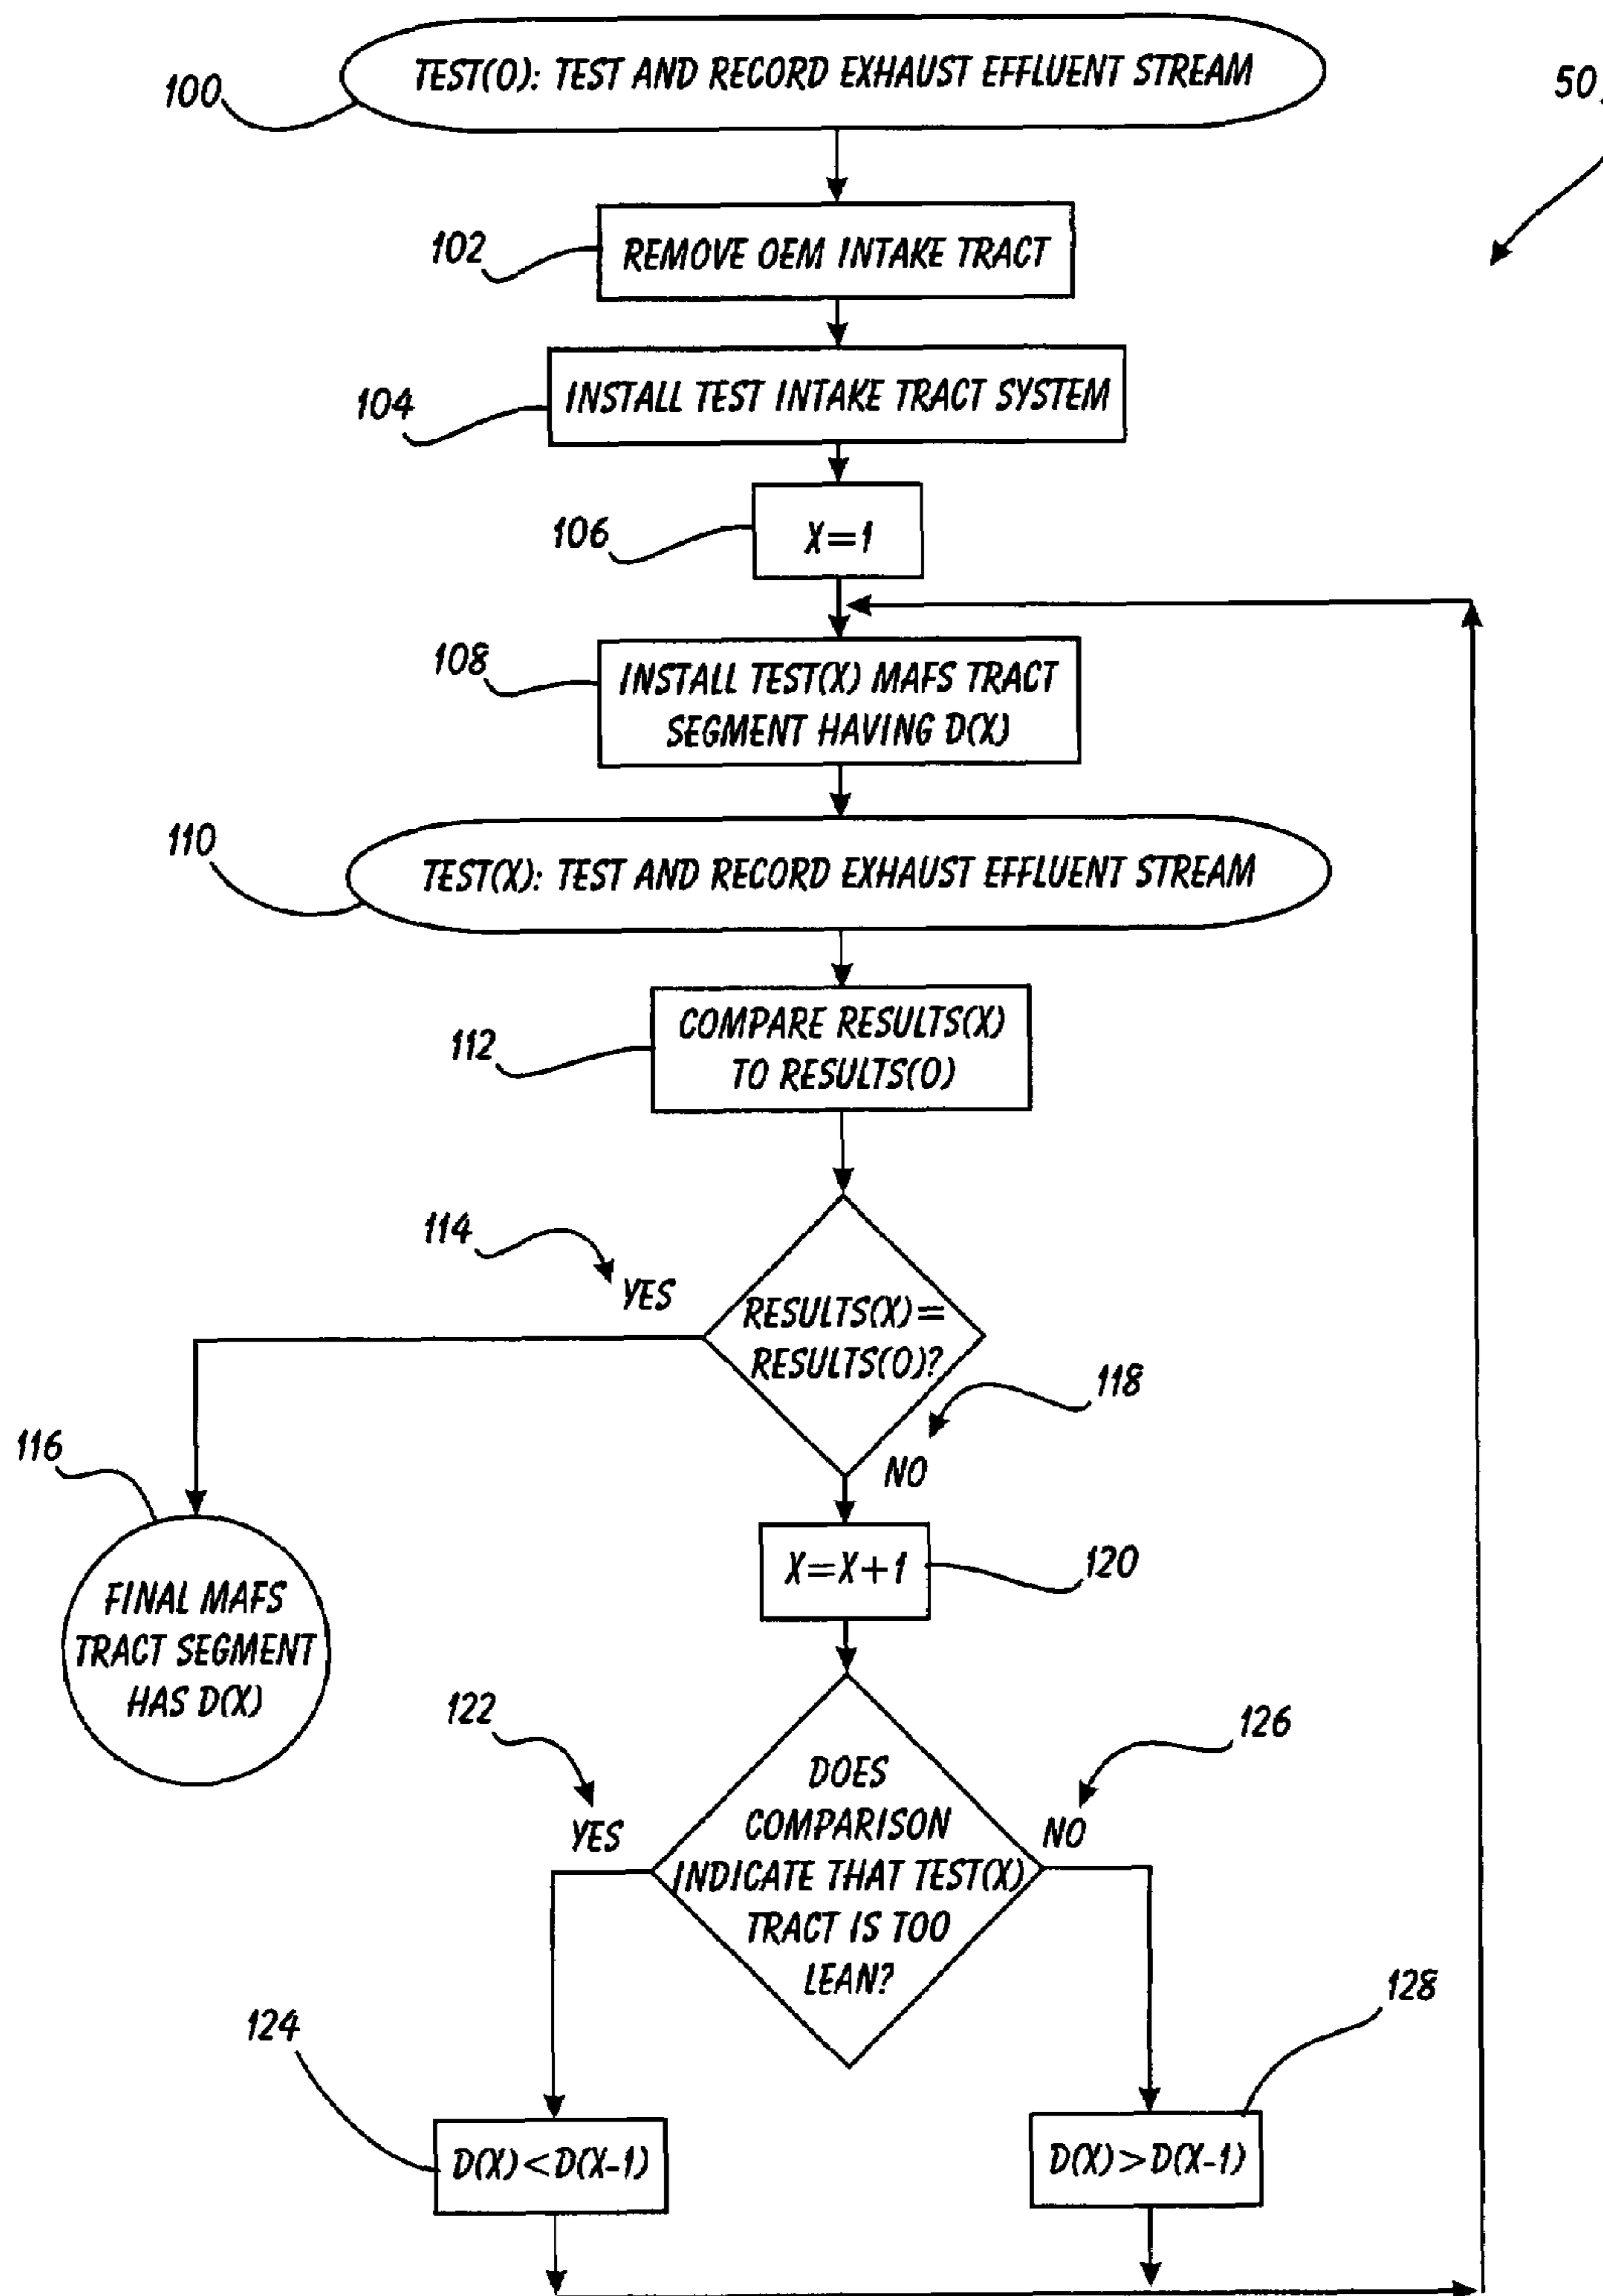 TEST(0): TEST AND RECORD EXHAUST EFFLUENT STREAM
100
50
102
REMOVE OEM INTAKE TRACT
104
INSTALL TEST INTAKE TRACT SYSTEM
106
X=1
108
INSTALL TEST(X) MAFS TRACT
SEGMENT HAVING D(X)
110
TEST(X): TEST AND RECORD EXHAUST EFFLUENT STREAM
112
COMPARE RESULTS(X)
TO RESULTS(0)
114
YES
RESULTS(X)=
RESULTS(0)?
118
NO
116
FINAL MAFS
TRACT SEGMENT
HAS D(X)
X=X+1
120
122
YES
126
NO
DOES
COMPARISON
INDICATE THAT TEST(X)
TRACT IS TOO
LEAN?
124
D(X)<D(X-1)
128
D(X)>D(X-1)